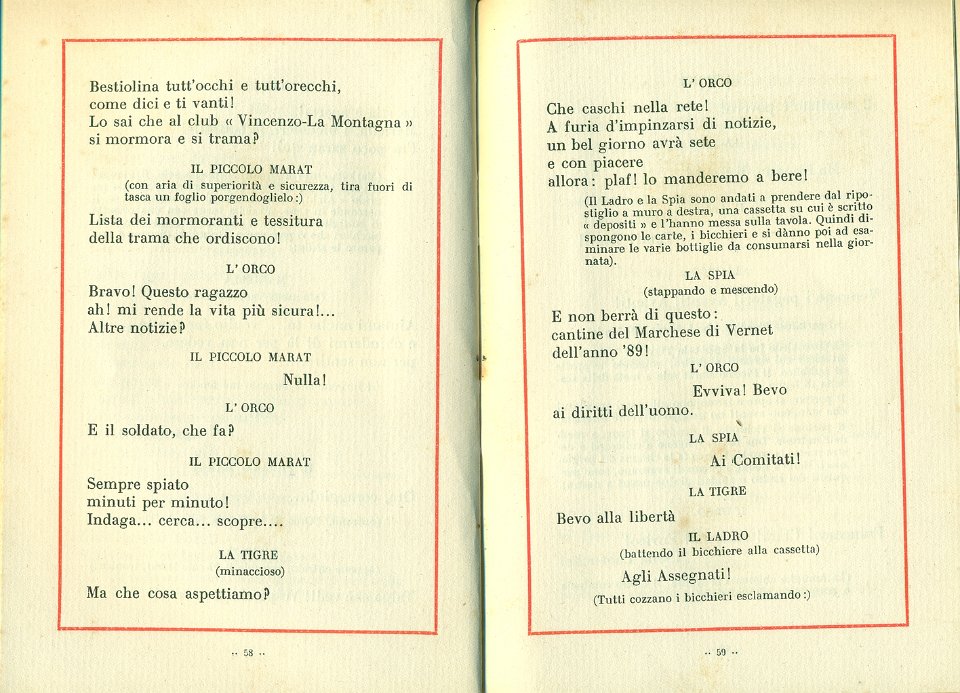 Bestiolina tutt'occhi e tutt'orecchi,
come dici e ti vanti!
Lo sai che al club « Vincenzo-La Montagna »
si mormora e si trama?
IL PICCOLO MARAT
(con aria di superiorità e sicurezza, tira fuori di
tasca un foglio porgendoglielo:)
Lista dei mormoranti e tessitura
della trama che ordiscono!
L' ORCO
Bravo! Questo ragazzo
ah! mi rende la vita più sicura!...
Altre notizie?
IL PICCOLO MARAT
Nulla!
L' ORCO
E il soldato, che fa?
IL PICCOLO MARAT
Sempre spiato
minuti per minuto!
Indaga... cerca... scopre....
LA TIGRE
(minaccioso)
Ma che cosa aspettiamo?
·· 58 ··
L' ORCO
Che caschi nella rete!
A furia d'impinzarsi di notizie,
un bel giorno avrà sete
e con piacere
allora: plaf! lo manderemo a bere!
(Il Ladro e la Spia sono andati a prendere dal ripo-
stiglio a muro a destra, una cassetta su cui è scritto
« depositi » e l'hanno messa sulla tavola. Quindi di-
spongono le carte, i bicchieri e si dànno poi ad esa-
minare le varie bottiglie da consumarsi nella gior-
nata).
LA SPIA
(stappando e mescendo)
E non berrà di questo:
cantine del Marchese di Vernet
dell'anno '89!
L' ORCO
Evviva! Bevo
ai diritti dell'uomo.
LA SPIA
Ai Comitati!
LA TIGRE
Bevo alla libertà
IL LADRO
(battendo il bicchiere alla cassetta)
Agli Assegnati!
(Tutti cozzano i bicchieri esclamando:)
·· 59 ··